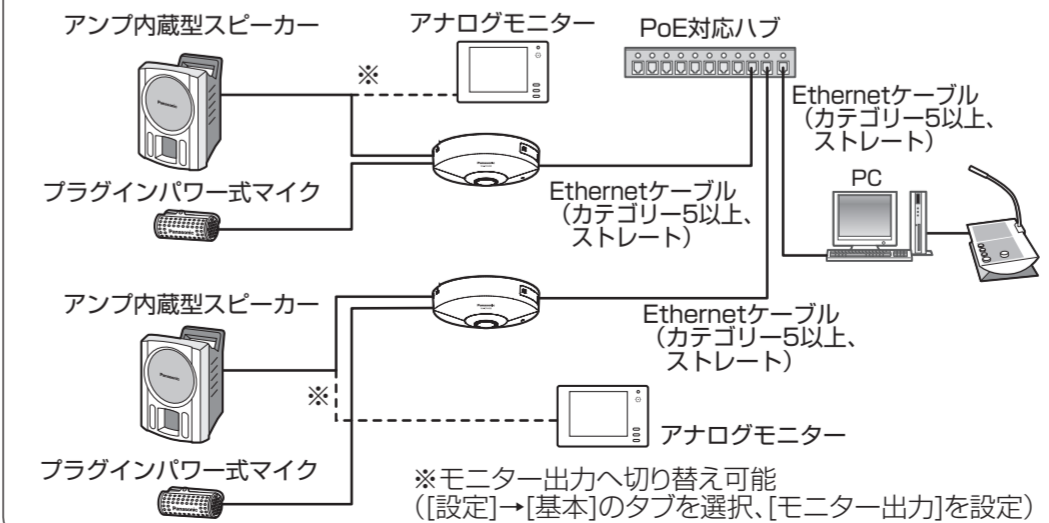 アンプ内蔵型スピーカー
アナログモニター
PoE対応ハブ
※
Ethernetケーブル
（カテゴリー5以上、
ストレート）
Panasonic
Panasonic
プラグインパワー式マイク
Ethernetケーブル
（カテゴリー5以上、
ストレート）
PC
Panasonic
アンプ内蔵型スピーカー
Panasonic
Ethernetケーブル
（カテゴリー5以上、
ストレート）
Panasonic
※
アナログモニター
プラグインパワー式マイク
Panasonic
※モニター出力へ切り替え可能
（[設定]→[基本]のタブを選択、[モニター出力]を設定）